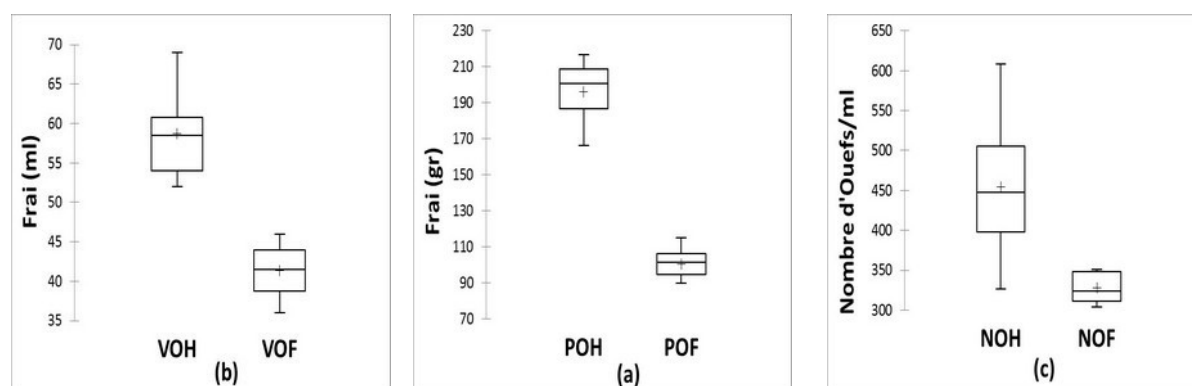 Frai (ml)
70
65
60
55
50
45
40
35
VOH VOF
(b)
Frai (gr)
230
210
190
170
150
130
110
90
70
POH POF
(a)
Nombre d'Ouefs/ml
650
600
550
500
450
400
350
300
NOH NOF
(c)